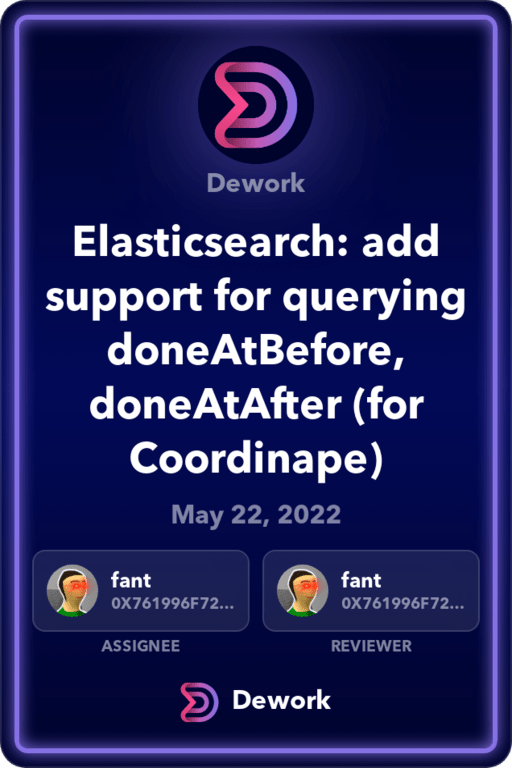 Dework
Elasticsearch: add
support for querying
doneAtBefore,
doneAtAfter (for
Coordinape)
May 22, 2022
fant
0X761996F72...
fant
0X761996F72...
ASSIGNEE
REVIEWER
Dework